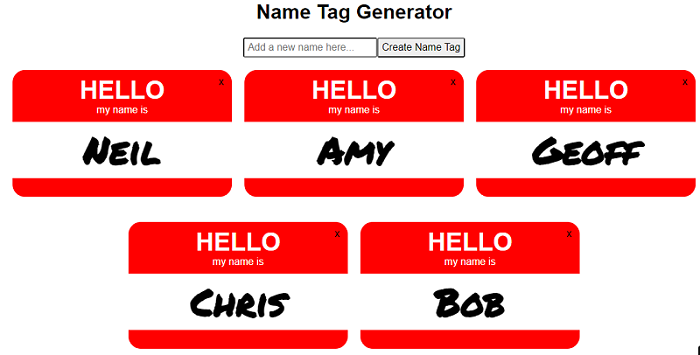 Name Tag Generator
Add a new name here... Create Name Tag
HELLO x
my name is
Neil
HELLO x
my name is
Amy
HELLO x
my name is
Geoff
HELLO x
my name is
Chris
HELLO x
my name is
Bob